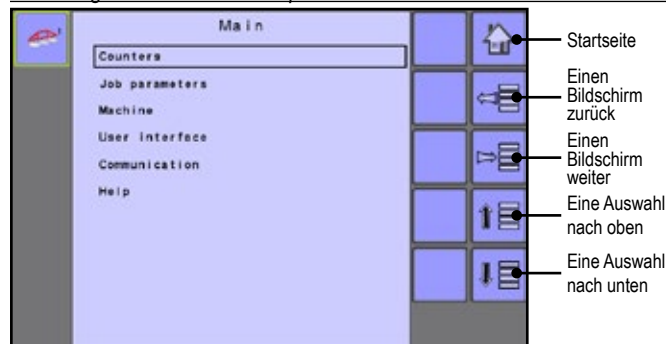 Main
Counters
Job parameters
Machine
User interface
Communication
Help
Startseite
Einen
Bildschirm
zurück
Einen
Bildschirm
weiter
Eine Auswahl
nach oben
Eine Auswahl
nach unten